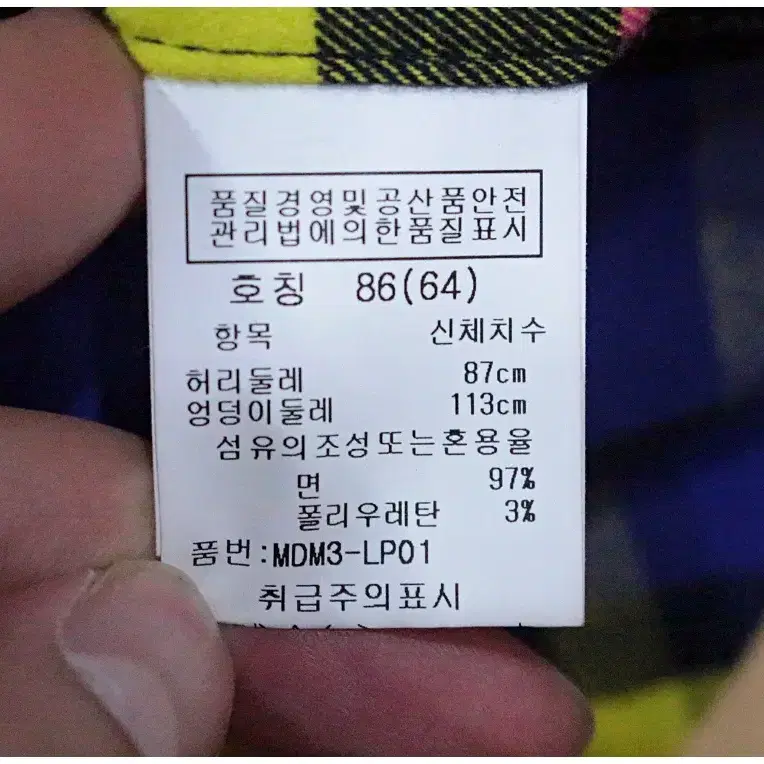 품질경영및공산품안전
관리법에의한품질표시
호칭 86(64)
항목 신체치수
허리둘레 87cm
엉덩이둘레 113cm
섬유의조성또는혼용율
면 97%
폴리우레탄 3%
품번:MDM3-LP01
취급주의표시